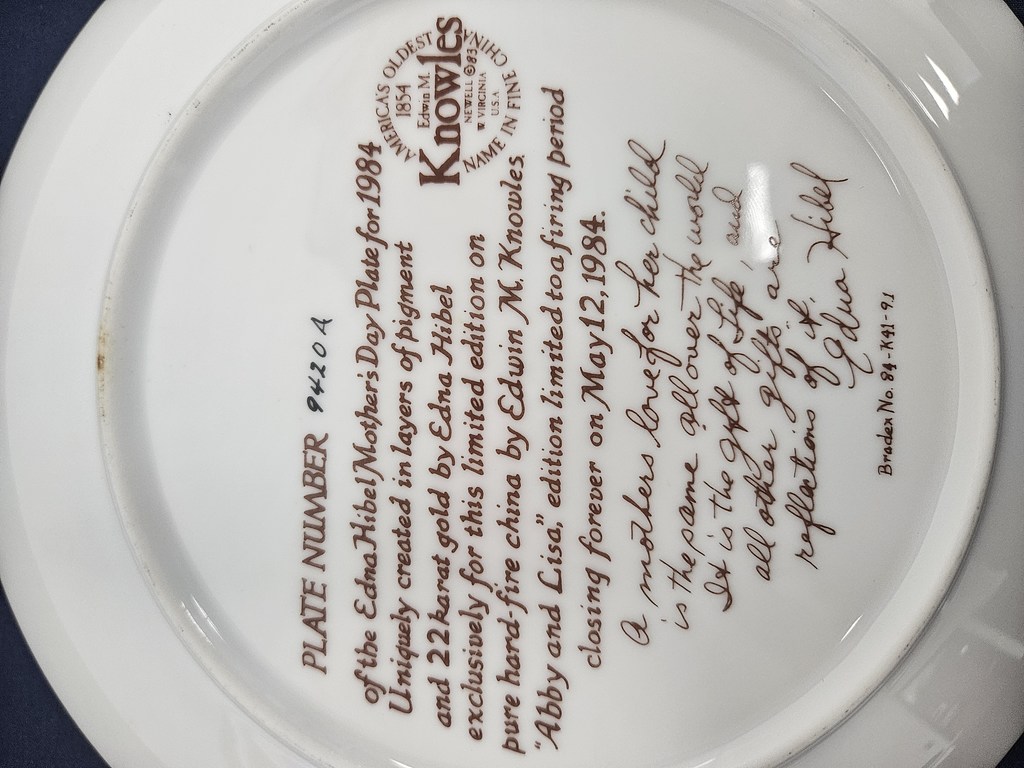 AMERICA'S OLDEST
1854
Edwin M.
Knowles
NEWELL ©83
VIRGINIA
U.S.A
NAME IN FINE CHINA
PLATE NUMBER 9420A
of the Edna Hibel Mother's Day Plate for 1984
Uniquely created in layers of pigment
and 22 karat gold by Edna Hibel
exclusively for this limited edition on
pure hard-fire china by Edwin M. Knowles
"Abby and Lisa," edition limited to a firing period
closing forever on May 12, 1984.
A mothers love for her child
is the same all over the world
It is the gift of Life, and
all other gifts are
reflections of it.
Edna Hibel
Bradex No. 84-K41-9.1